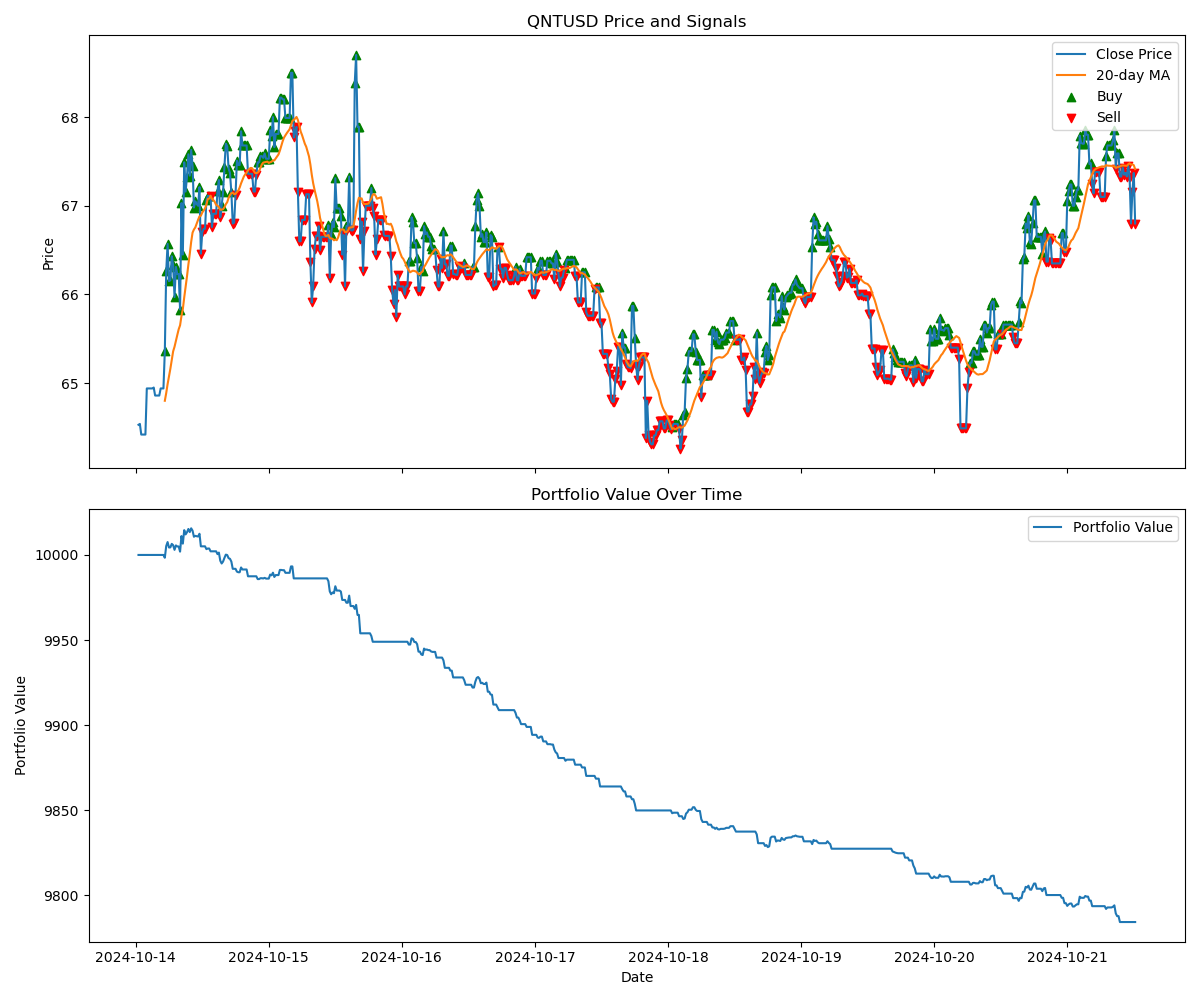 QNTUSD Price and Signals
Close Price
20-day MA
Buy
Sell
Price
68
67
66
65
Portfolio Value Over Time
Portfolio Value
Portfolio Value
10000
9950
9900
9850
9800
2024-10-14 2024-10-15 2024-10-16 2024-10-17 2024-10-18 2024-10-19 2024-10-20 2024-10-21
Date